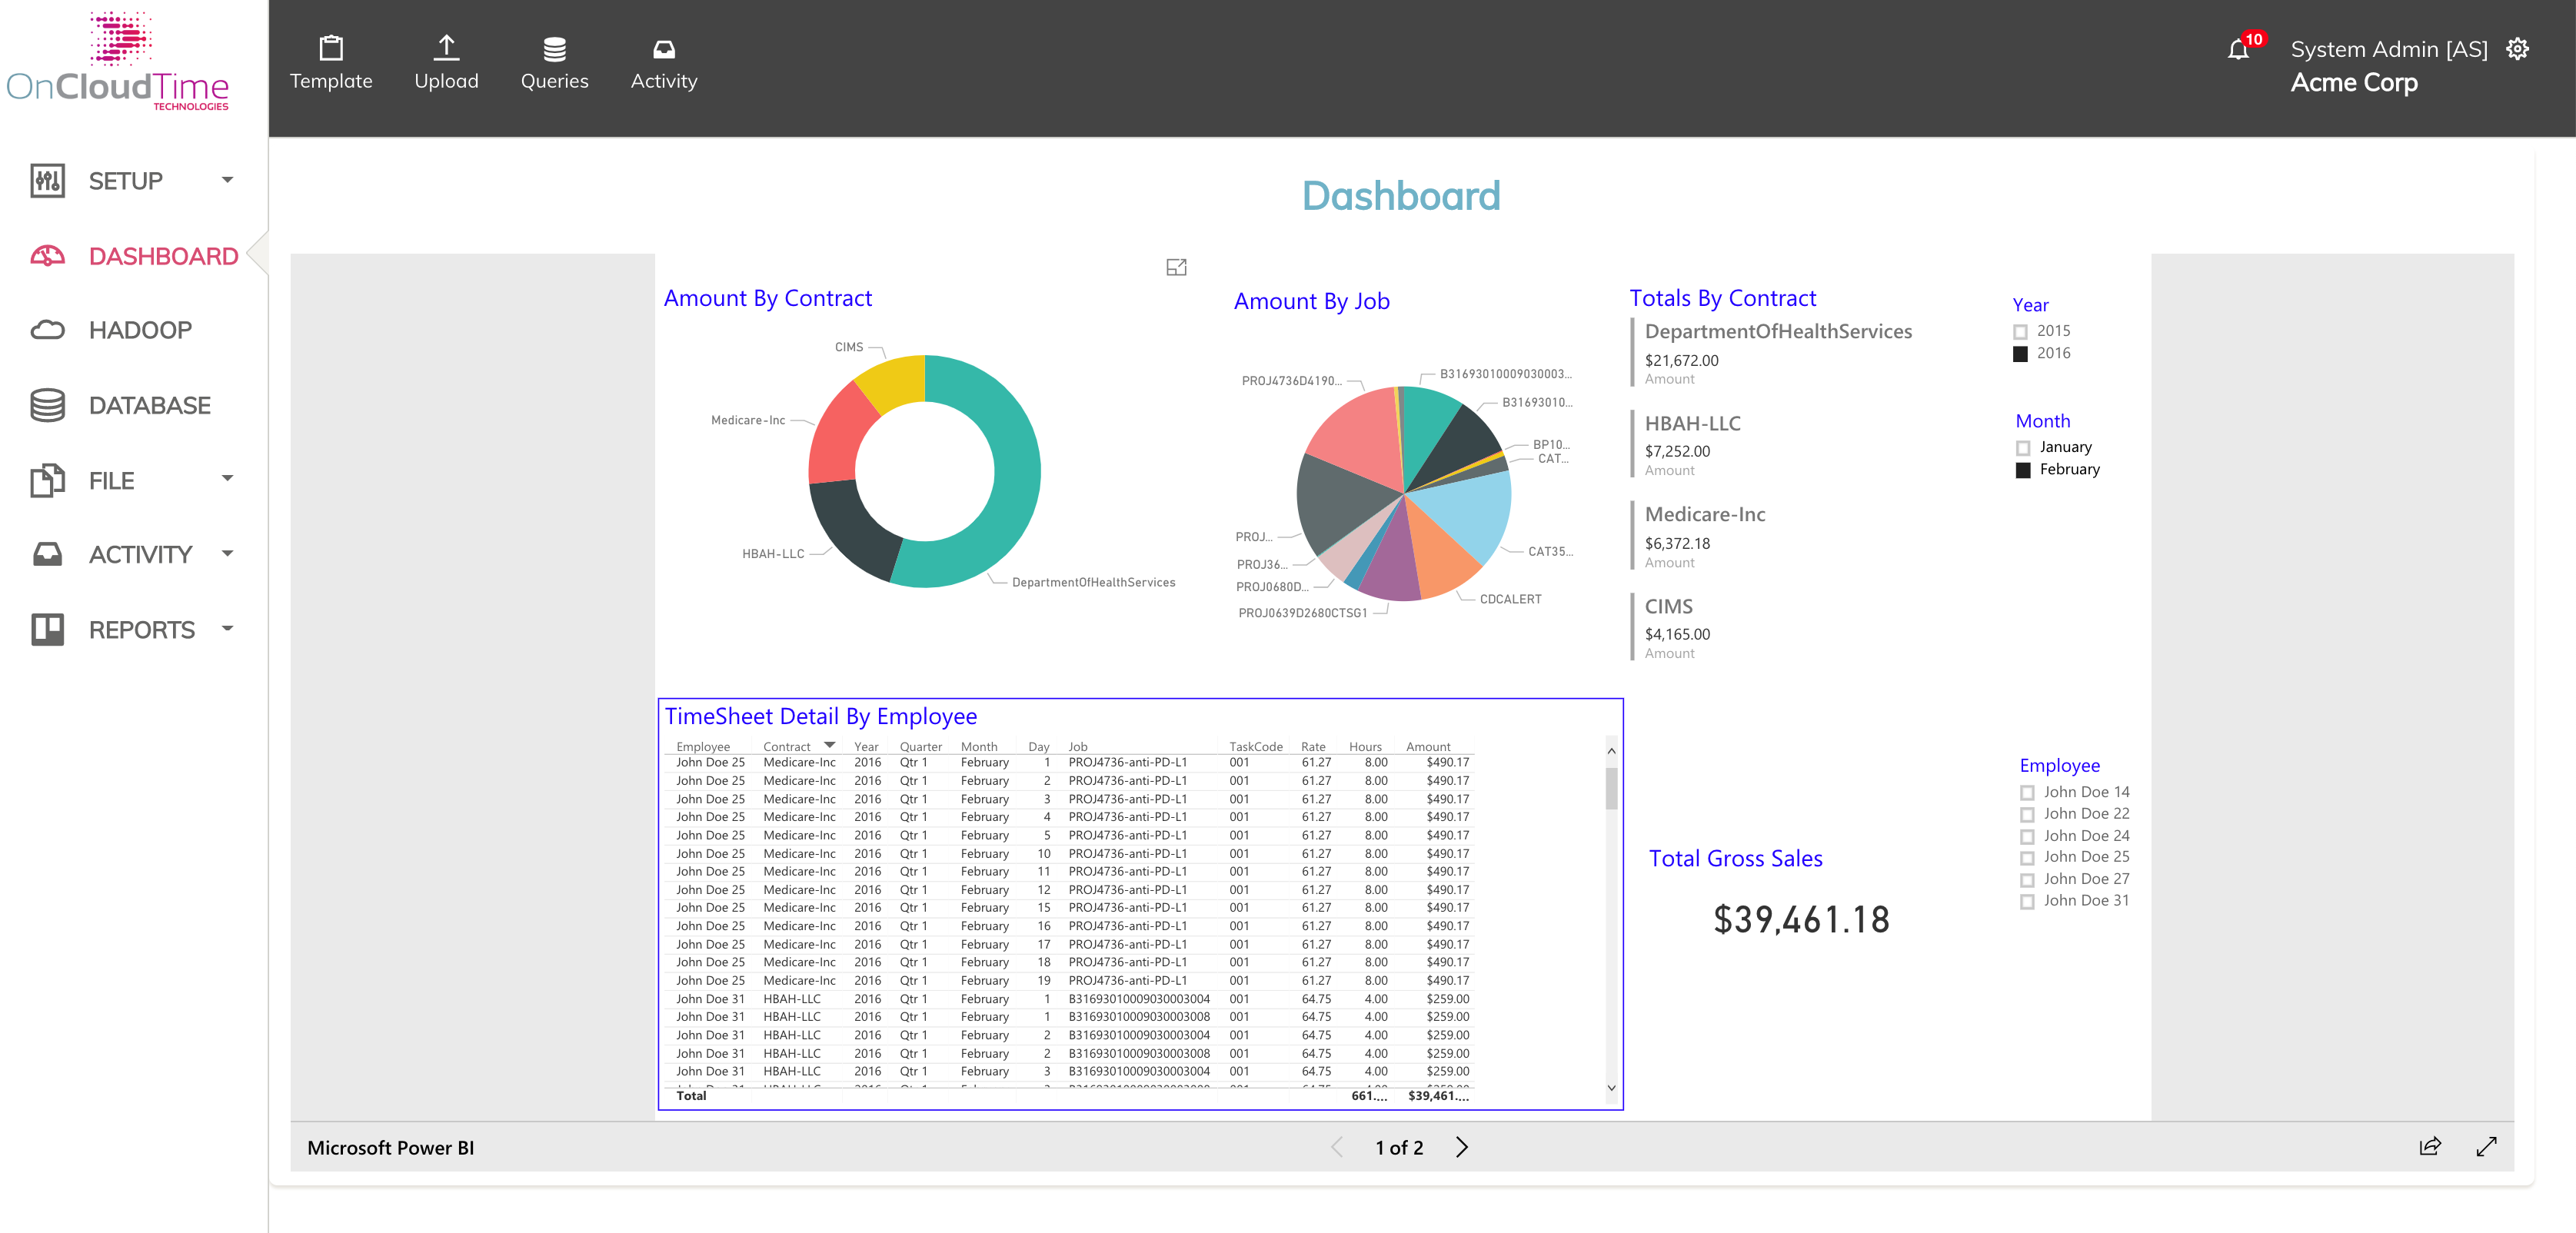 OnCloudTime
TECHNOLOGIES
Template
Upload
Queries
Activity
10
System Admin [AS]
Acme Corp
SETUP
DASHBOARD
HADOOP
DATABASE
FILE
ACTIVITY
REPORTS
Dashboard
Amount By Contract
CIMS
Medicare-Inc
HBAH-LLC
DepartmentOfHealthServices
Amount By Job
PROJ4736D4190...
B31693010009030003...
B31693010...
BP10...
CAT...
PROJ...
CAT35...
PROJ36...
PROJ0680D...
CDCALERT
PROJ0639D2680CTSG1
Totals By Contract
DepartmentOfHealthServices
$21,672.00
Amount
HBAH-LLC
$7,252.00
Amount
Medicare-Inc
$6,372.18
Amount
CIMS
$4,165.00
Amount
Year
2015
2016
Month
January
February
TimeSheet Detail By Employee
Employee Contract Year Quarter Month Day Job TaskCode Rate Hours Amount
John Doe 25 Medicare-Inc 2016 Qtr 1 February 1 PROJ4736-anti-PD-L1 001 61.27 8.00 $490.17
John Doe 25 Medicare-Inc 2016 Qtr 1 February 2 PROJ4736-anti-PD-L1 001 61.27 8.00 $490.17
John Doe 25 Medicare-Inc 2016 Qtr 1 February 3 PROJ4736-anti-PD-L1 001 61.27 8.00 $490.17
John Doe 25 Medicare-Inc 2016 Qtr 1 February 4 PROJ4736-anti-PD-L1 001 61.27 8.00 $490.17
John Doe 25 Medicare-Inc 2016 Qtr 1 February 5 PROJ4736-anti-PD-L1 001 61.27 8.00 $490.17
John Doe 25 Medicare-Inc 2016 Qtr 1 February 10 PROJ4736-anti-PD-L1 001 61.27 8.00 $490.17
John Doe 25 Medicare-Inc 2016 Qtr 1 February 11 PROJ4736-anti-PD-L1 001 61.27 8.00 $490.17
John Doe 25 Medicare-Inc 2016 Qtr 1 February 12 PROJ4736-anti-PD-L1 001 61.27 8.00 $490.17
John Doe 25 Medicare-Inc 2016 Qtr 1 February 15 PROJ4736-anti-PD-L1 001 61.27 8.00 $490.17
John Doe 25 Medicare-Inc 2016 Qtr 1 February 16 PROJ4736-anti-PD-L1 001 61.27 8.00 $490.17
John Doe 25 Medicare-Inc 2016 Qtr 1 February 17 PROJ4736-anti-PD-L1 001 61.27 8.00 $490.17
John Doe 25 Medicare-Inc 2016 Qtr 1 February 18 PROJ4736-anti-PD-L1 001 61.27 8.00 $490.17
John Doe 25 Medicare-Inc 2016 Qtr 1 February 19 PROJ4736-anti-PD-L1 001 61.27 8.00 $490.17
John Doe 31 HBAH-LLC 2016 Qtr 1 February 1 B31693010009030003004 001 64.75 4.00 $259.00
John Doe 31 HBAH-LLC 2016 Qtr 1 February 1 B31693010009030003008 001 64.75 4.00 $259.00
John Doe 31 HBAH-LLC 2016 Qtr 1 February 2 B31693010009030003004 001 64.75 4.00 $259.00
John Doe 31 HBAH-LLC 2016 Qtr 1 February 2 B31693010009030003008 001 64.75 4.00 $259.00
John Doe 31 HBAH-LLC 2016 Qtr 1 February 3 B31693010009030003004 001 64.75 4.00 $259.00
Total 661.... $39,461....
Total Gross Sales
$39,461.18
Employee
John Doe 14
John Doe 22
John Doe 24
John Doe 25
John Doe 27
John Doe 31
Microsoft Power BI
1 of 2